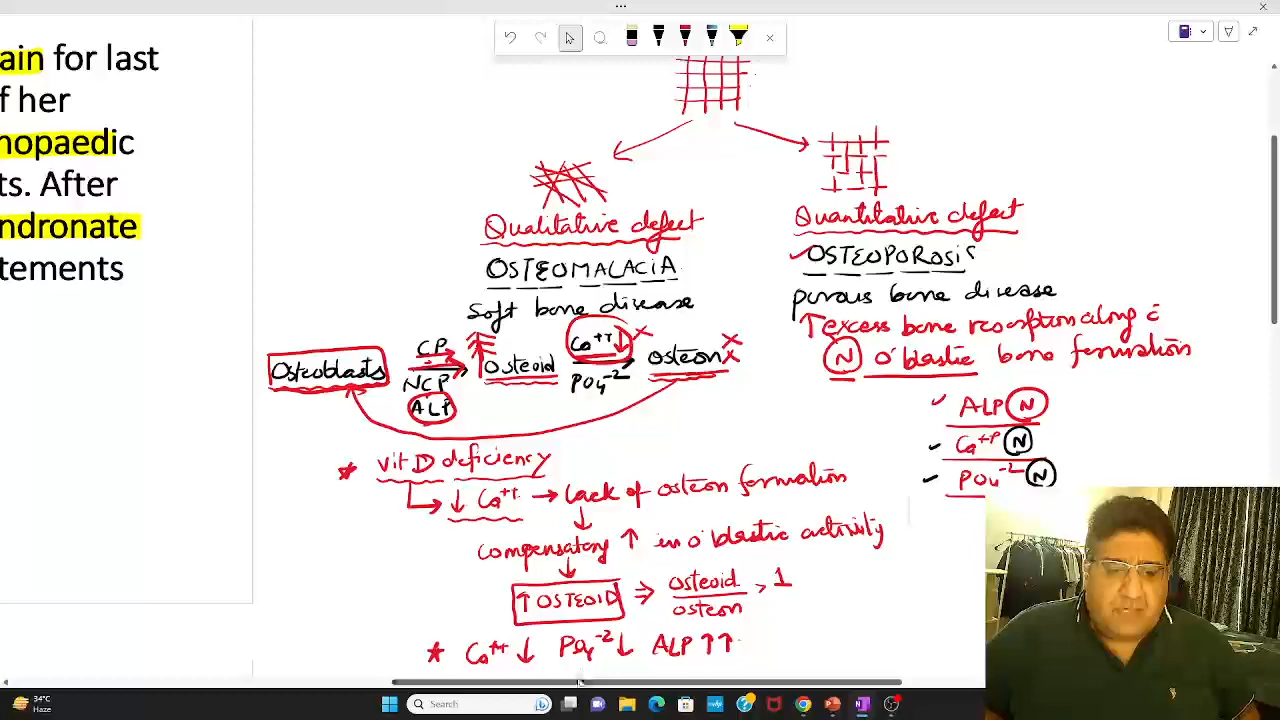 ain for last
f her
nopaedic
ts. After
ndronate
tements
Qualitative defect
OSTEOMALACIA
Soft bone disease
Quantitative defect
OSTEOPOROSIS
porous bone disease
↑ excess bone resorption along c̄
N o'blastic bone formation
ALP N
Ca++ N
PO4-2 N
Osteoblasts
CP
NCP
ALP
Osteoid
Ca++ ↓
PO4-2
osteon
* vit D deficiency
↳ ↓ Ca++ → Lack of osteon formation
↓
Compensatory ↑ in o'blastic activity
↓
↑ OSTEOID ⇒ osteoid / osteon > 1
* Ca++ ↓ PO4-2 ↓ ALP ↑↑
34°C
Haze
Search